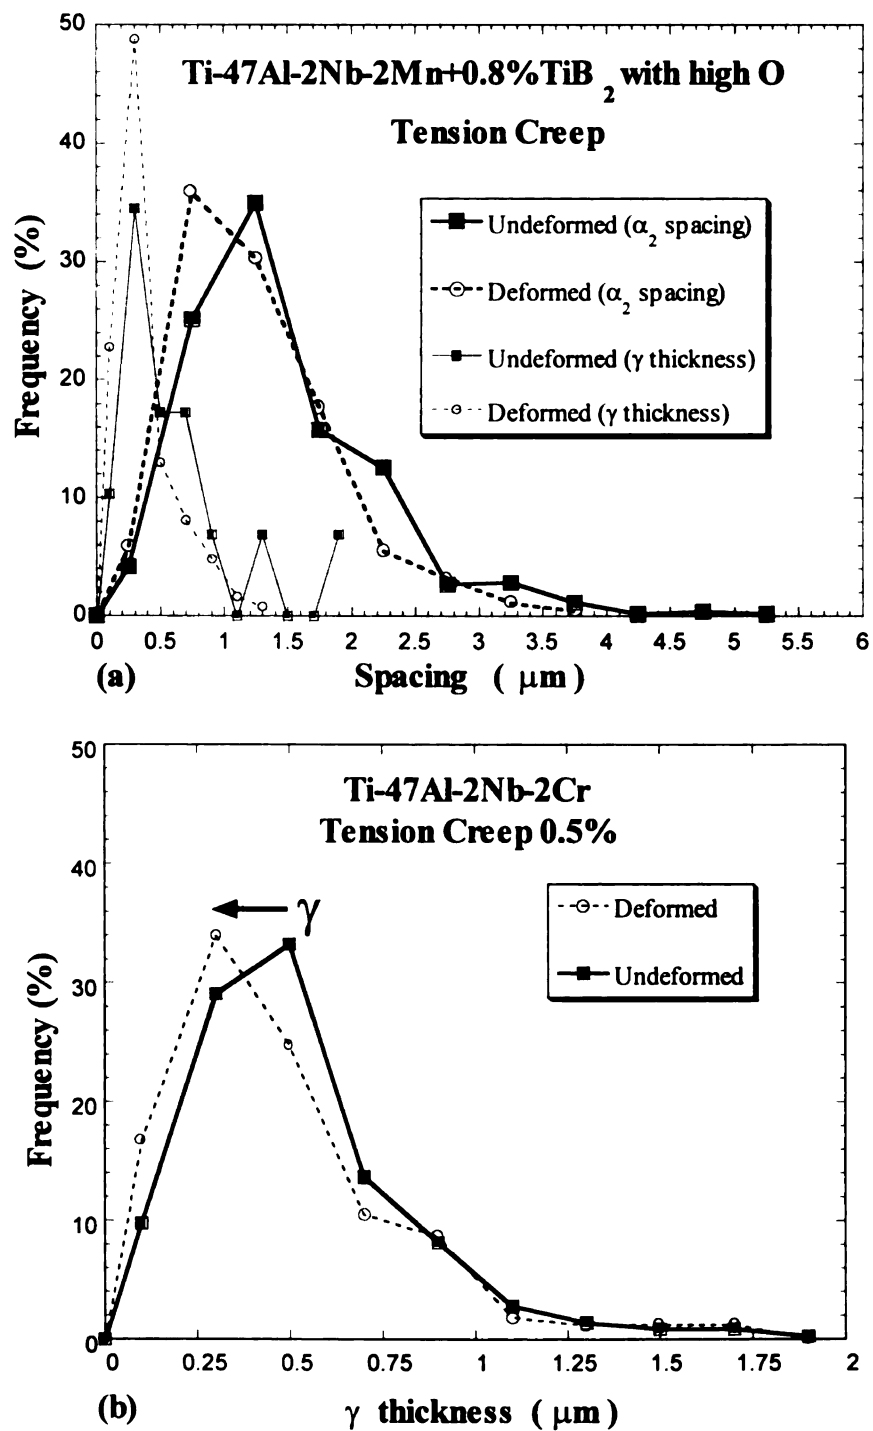 50
Ti-47Al-2Nb-2Mn+0.8%TiB2 with high O
Tension Creep
40
30
20
10
0
Frequency (%)
Undeformed (α2 spacing)
Deformed (α2 spacing)
Undeformed (γ thickness)
Deformed (γ thickness)
0 0.5 1 1.5 2 2.5 3 3.5 4 4.5 5 5.5 6
(a) Spacing ( μm )
50
Ti-47Al-2Nb-2Cr
Tension Creep 0.5%
40
30
20
10
0
Frequency (%)
γ
Deformed
Undeformed
0 0.25 0.5 0.75 1 1.25 1.5 1.75 2
(b) γ thickness ( μm )